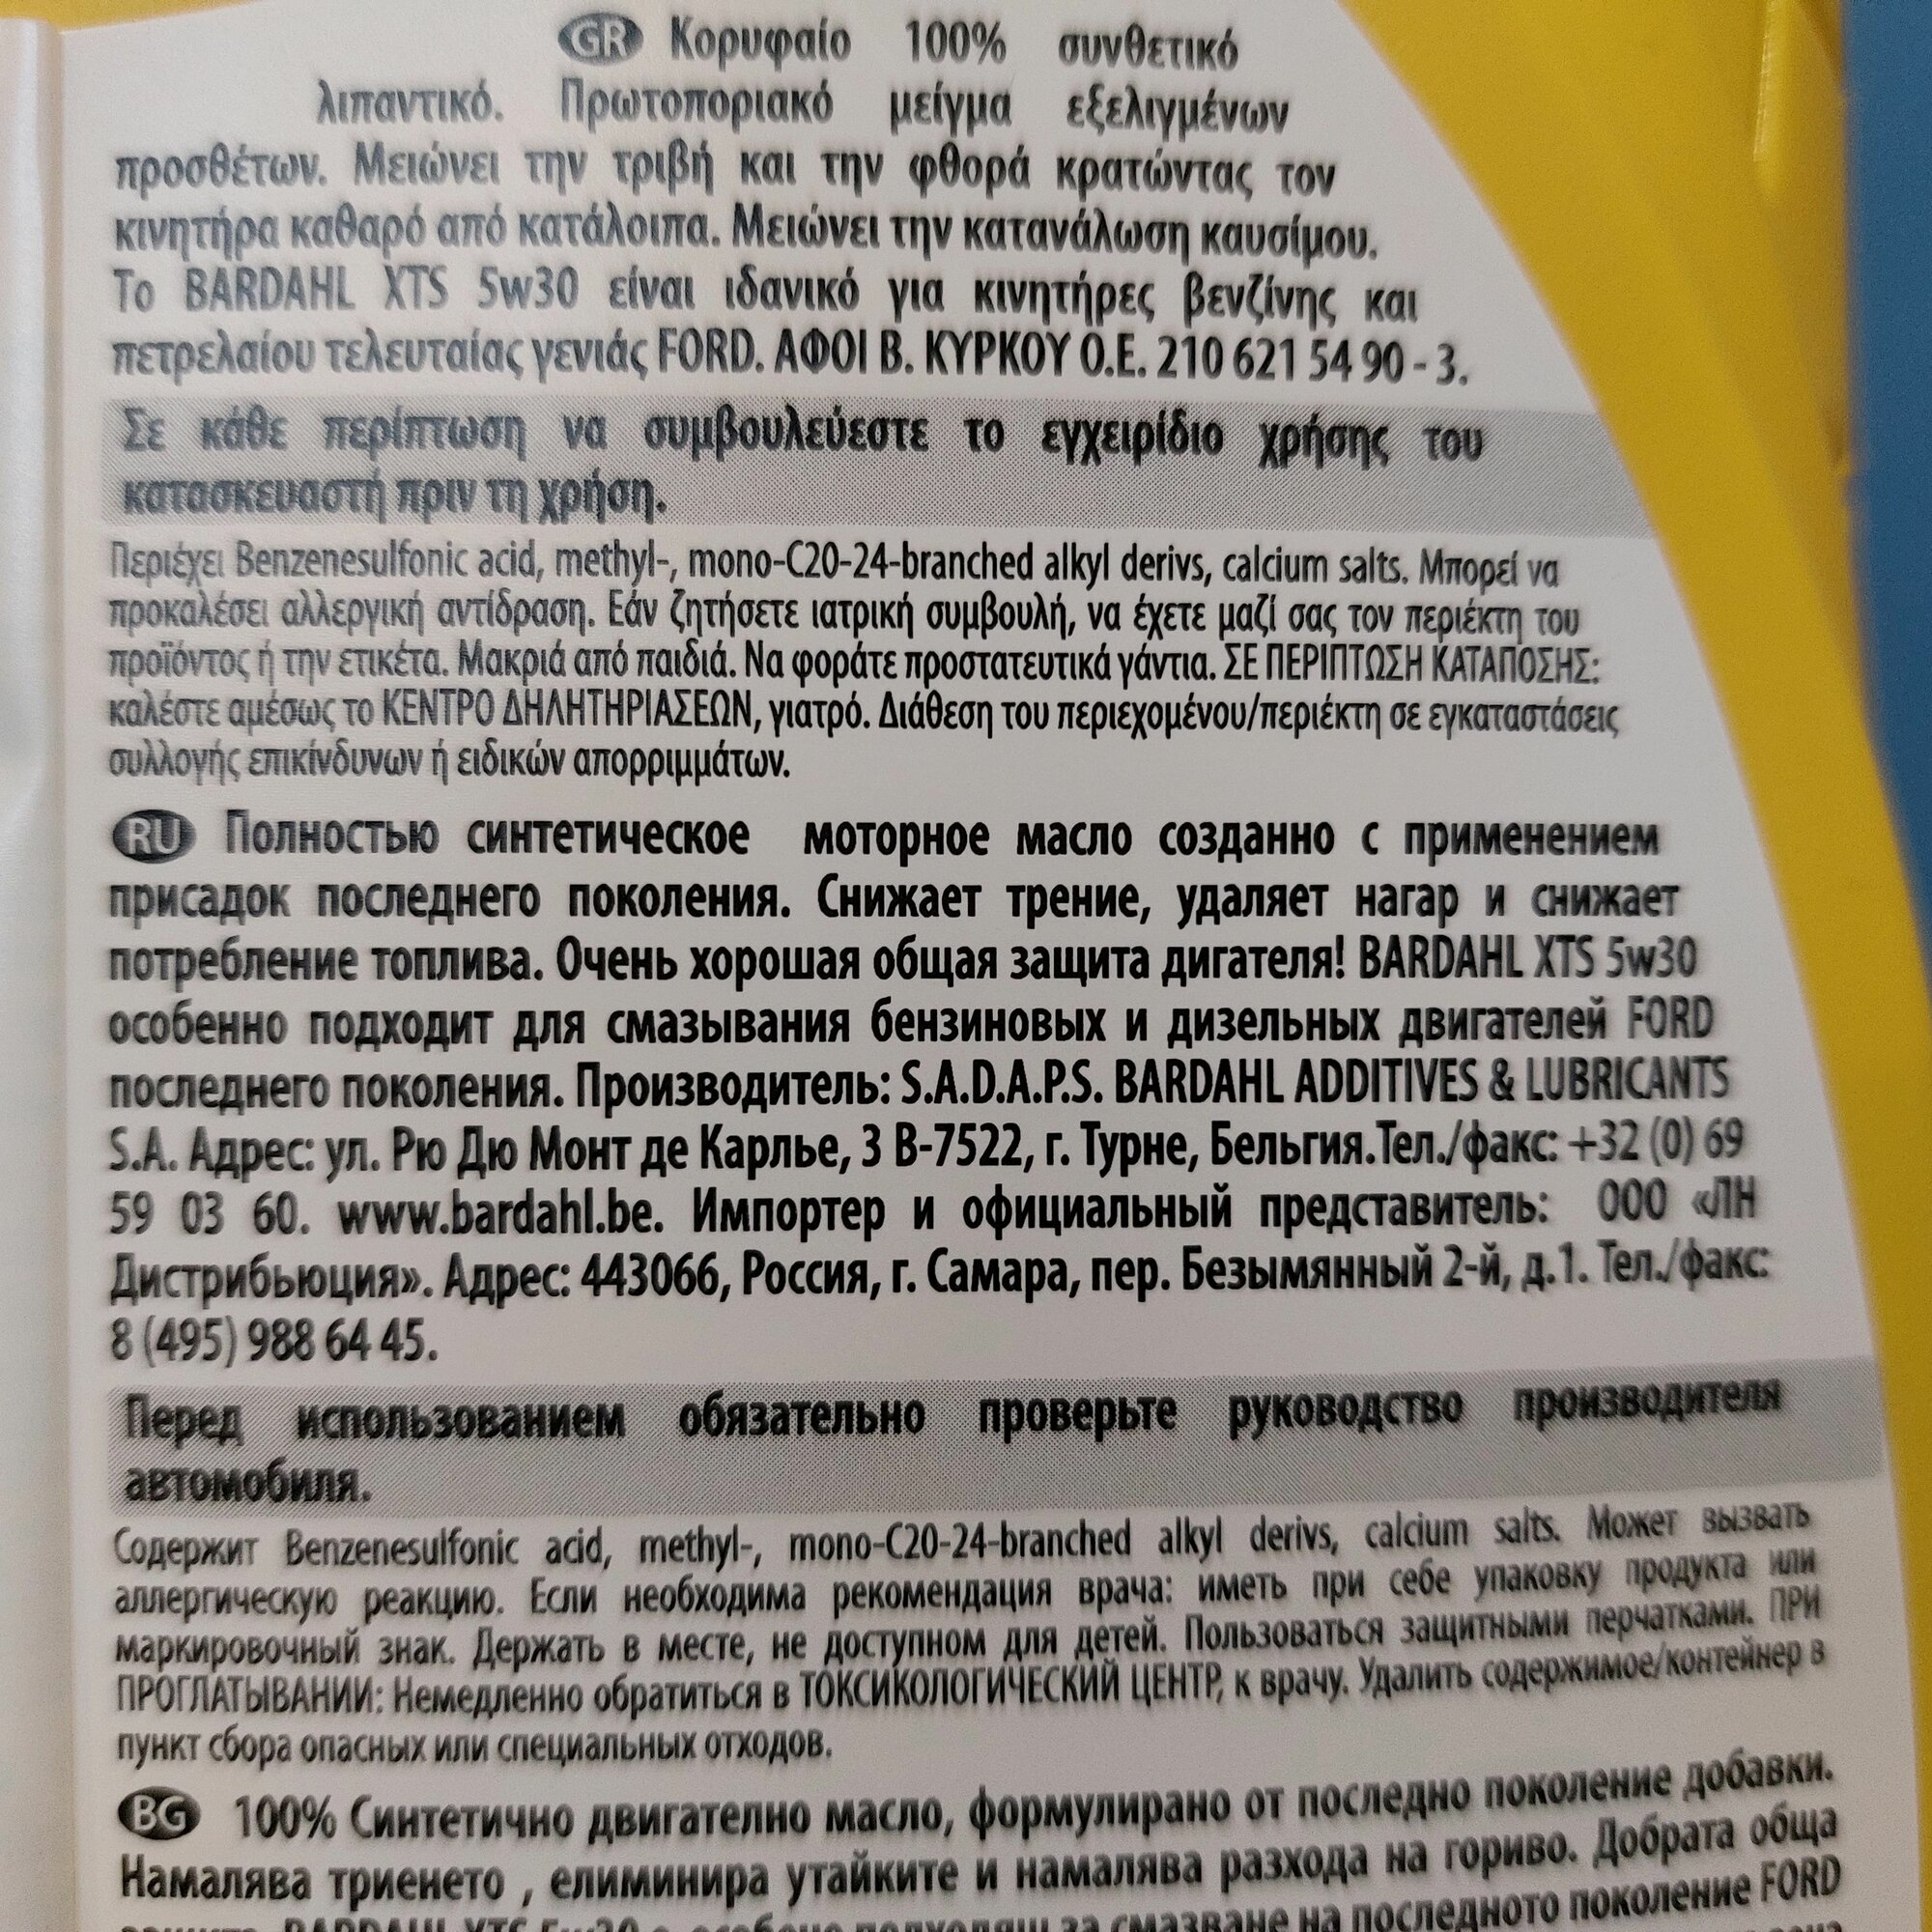 GR Κορυφαίο 100% συνθετικό
λιπαντικό. Πρωτοποριακό μείγμα εξελιγμένων
προσθέτων. Μειώνει την τριβή και την φθορά κρατώντας τον
κινητήρα καθαρό από κατάλοιπα. Μειώνει την κατανάλωση καυσίμου.
Το BARDAHL XTS 5w30 είναι ιδανικό για κινητήρες βενζίνης και
πετρελαίου τελευταίας γενιάς FORD. ΑΦΟΙ Β. ΚΥΡΚΟΥ Ο.Ε. 210 621 54 90 - 3.
Σε κάθε περίπτωση να συμβουλεύεστε το εγχειρίδιο χρήσης του
κατασκευαστή πριν τη χρήση.
Περιέχει Benzenesulfonic acid, methyl-, mono-C20-24-branched alkyl derivs, calcium salts. Μπορεί να
προκαλέσει αλλεργική αντίδραση. Εάν ζητήσετε ιατρική συμβουλή, να έχετε μαζί σας τον περιέκτη του
προϊόντος ή την ετικέτα. Μακριά από παιδιά. Να φοράτε προστατευτικά γάντια. ΣΕ ΠΕΡΙΠΤΩΣΗ ΚΑΤΑΠΟΣΗΣ:
καλέστε αμέσως το ΚΕΝΤΡΟ ΔΗΛΗΤΗΡΙΑΣΕΩΝ, γιατρό. Διάθεση του περιεχομένου/περιέκτη σε εγκαταστάσεις
συλλογής επικίνδυνων ή ειδικών απορριμμάτων.
RU Полностью синтетическое моторное масло созданно с применением
присадок последнего поколения. Снижает трение, удаляет нагар и снижает
потребление топлива. Очень хорошая общая защита дигателя! BARDAHL XTS 5w30
особенно подходит для смазывания бензиновых и дизельных двигателей FORD
последнего поколения. Производитель: S.A.D.A.P.S. BARDAHL ADDITIVES & LUBRICANTS
S.A. Адрес: ул. Рю Дю Монт де Карлье, 3 B-7522, г. Турне, Бельгия.Тел./факс: +32 (0) 69
59 03 60. www.bardahl.be. Импортер и официальный представитель: ООО «ЛН
Дистрибьюция». Адрес: 443066, Россия, г. Самара, пер. Безымянный 2-й, д.1. Тел./факс:
8 (495) 988 64 45.
Перед использованием обязательно проверьте руководство производителя
автомобиля.
Содержит Benzenesulfonic acid, methyl-, mono-C20-24-branched alkyl derivs, calcium salts. Может вызвать
аллергическую реакцию. Если необходима рекомендация врача: иметь при себе упаковку продукта или
маркировочный знак. Держать в месте, не доступном для детей. Пользоваться защитными перчатками. ПРИ
ПРОГЛАТЫВАНИИ: Немедленно обратиться в ТОКСИКОЛОГИЧЕСКИЙ ЦЕНТР, к врачу. Удалить содержимое/контейнер в
пункт сбора опасных или специальных отходов.
BG 100% Синтетично двигателно масло, формулирано от последно поколение добавки.
Намалява триенето , елиминира утайките и намалява разхода на гориво. Добрата обща
BARDAHL XTS 5w30 е особено подходящ за смазване на последното поколение FORD